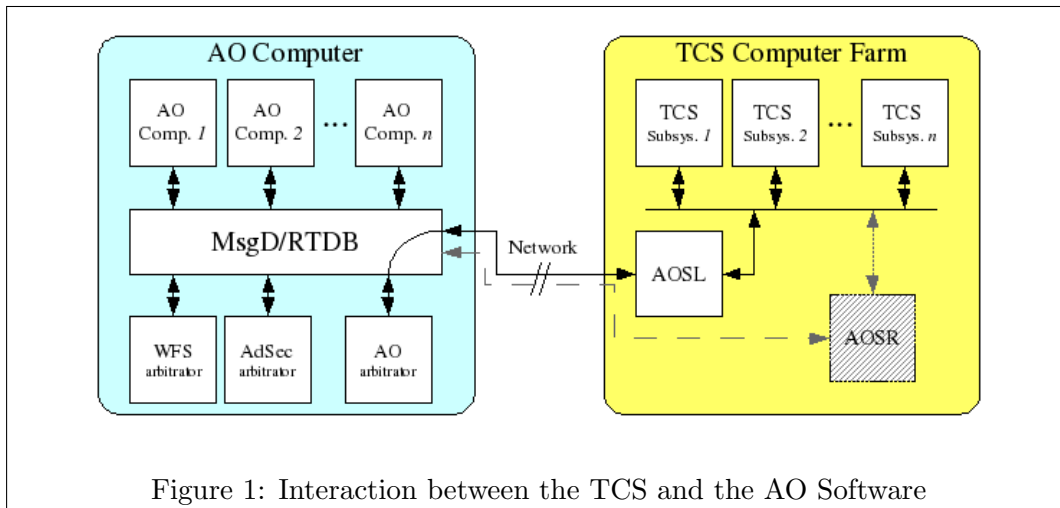 AO Computer
AO
Comp. 1
AO
Comp. 2
...
AO
Comp. n
MsgD/RTDB
WFS
arbitrator
AdSec
arbitrator
AO
arbitrator
Network
TCS Computer Farm
TCS
Subsys. 1
TCS
Subsys. 2
...
TCS
Subsys. n
AOSL
AOSR
Figure 1: Interaction between the TCS and the AO Software